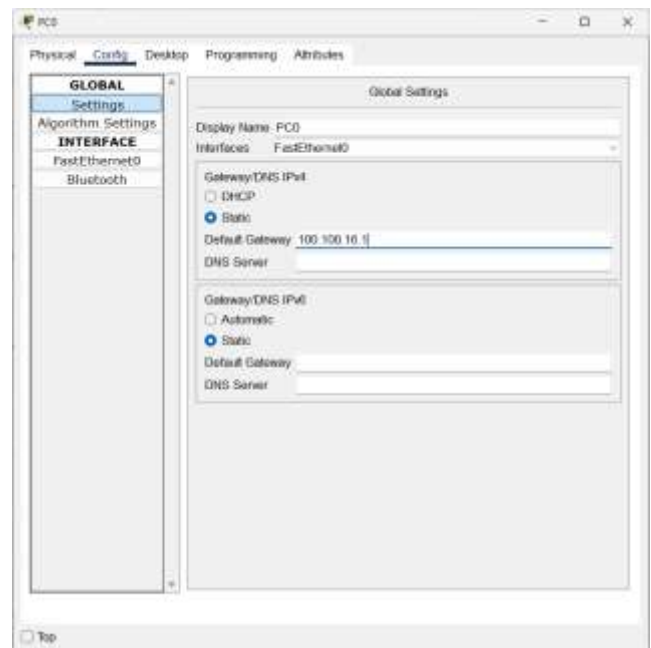 PC0
Physical Config Desktop Programming Attributes
GLOBAL
Settings
Algorithm Settings
INTERFACE
FastEthernet0
Bluetooth
Global Settings
Display Name PC0
Interfaces FastEthernet0
Gateway/DNS IPv4
DHCP
Static
Default Gateway 100.100.16.1
DNS Server
Gateway/DNS IPv6
Automatic
Static
Default Gateway
DNS Server
Top